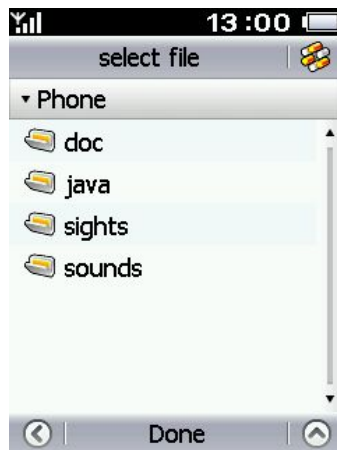 13:00
select file
Phone
doc
java
sights
sounds
Done